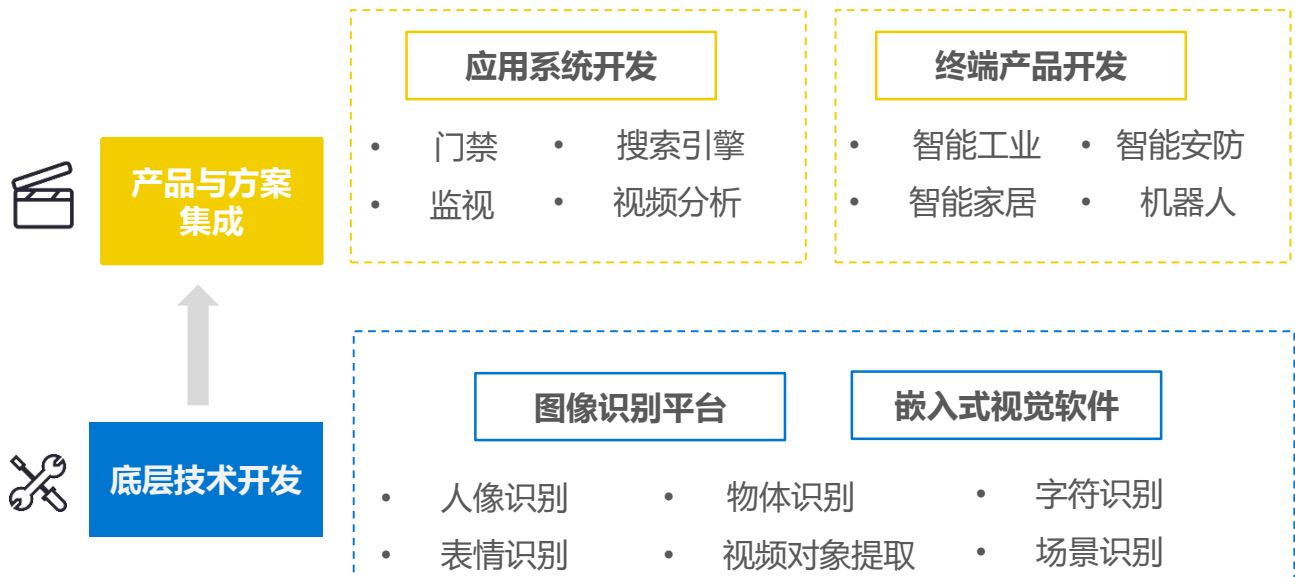 应用系统开发
终端产品开发
• 门禁 • 搜索引擎
• 监视 • 视频分析
• 智能工业 • 智能安防
• 智能家居 • 机器人
产品与方案
集成
图像识别平台
嵌入式视觉软件
底层技术开发
• 人像识别 • 物体识别 • 字符识别
• 表情识别 • 视频对象提取 • 场景识别